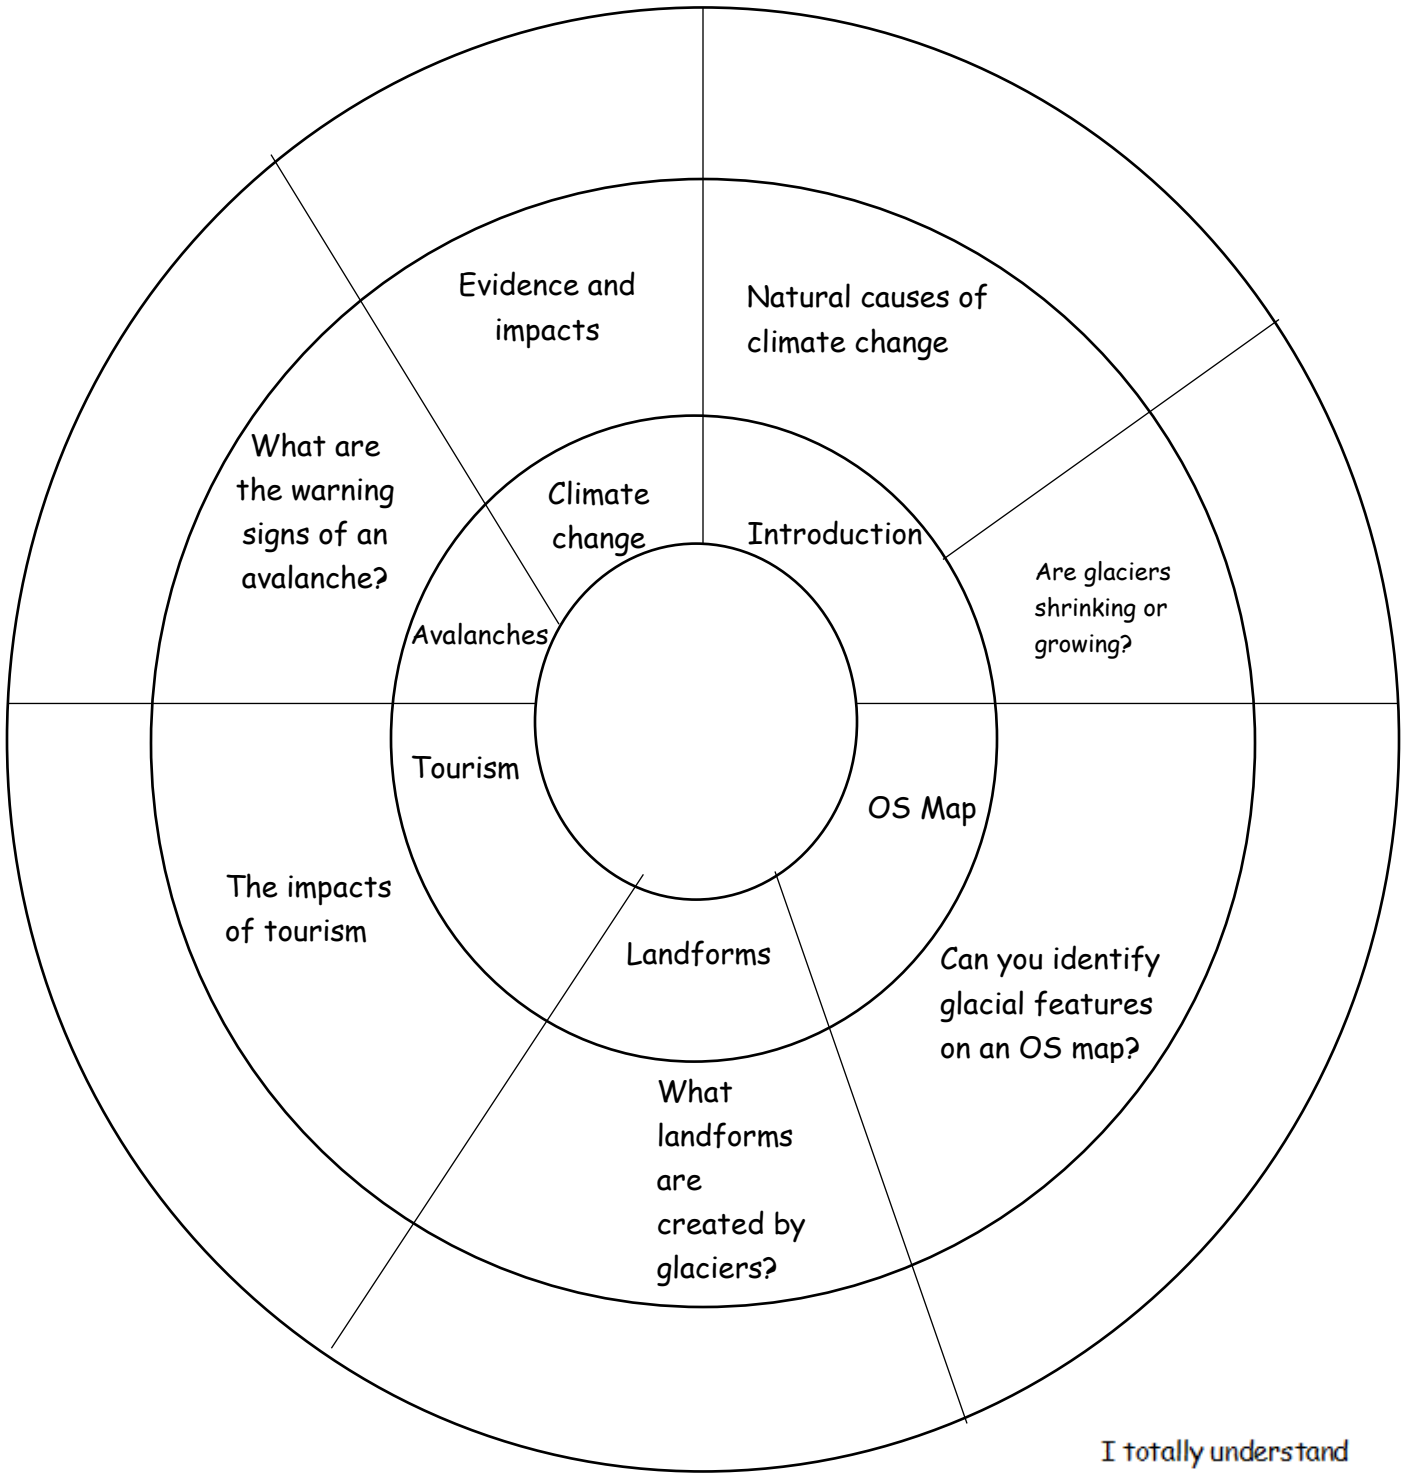 Evidence and
impacts
Natural causes of
climate change
What are
the warning
signs of an
avalanche?
Climate
change
Introduction
Are glaciers
shrinking or
growing?
Avalanches
Tourism
OS Map
The impacts
of tourism
Landforms
Can you identify
glacial features
on an OS map?
What
landforms
are
created by
glaciers?
I totally understand